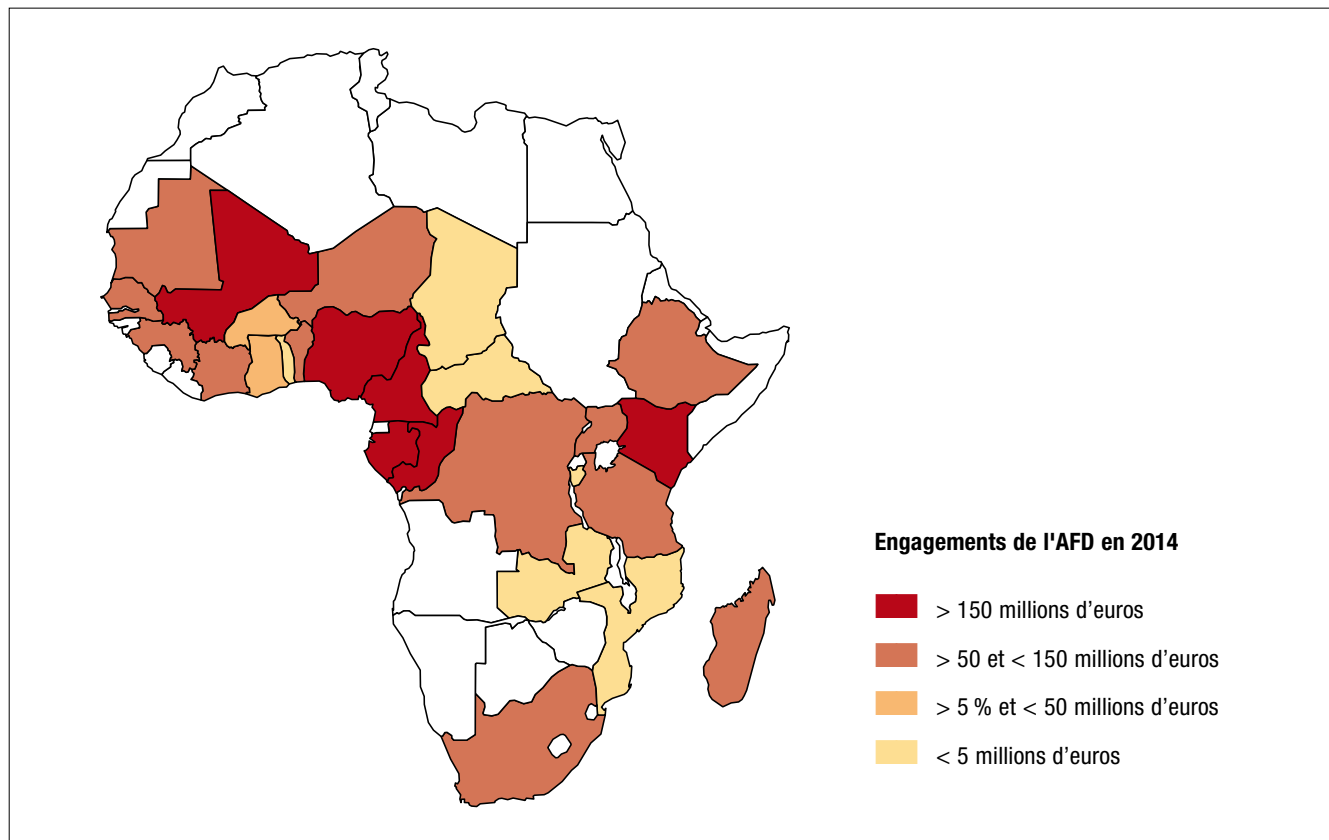 Engagements de l'AFD en 2014
> 150 millions d’euros
> 50 et < 150 millions d’euros
> 5 % et < 50 millions d’euros
< 5 millions d’euros